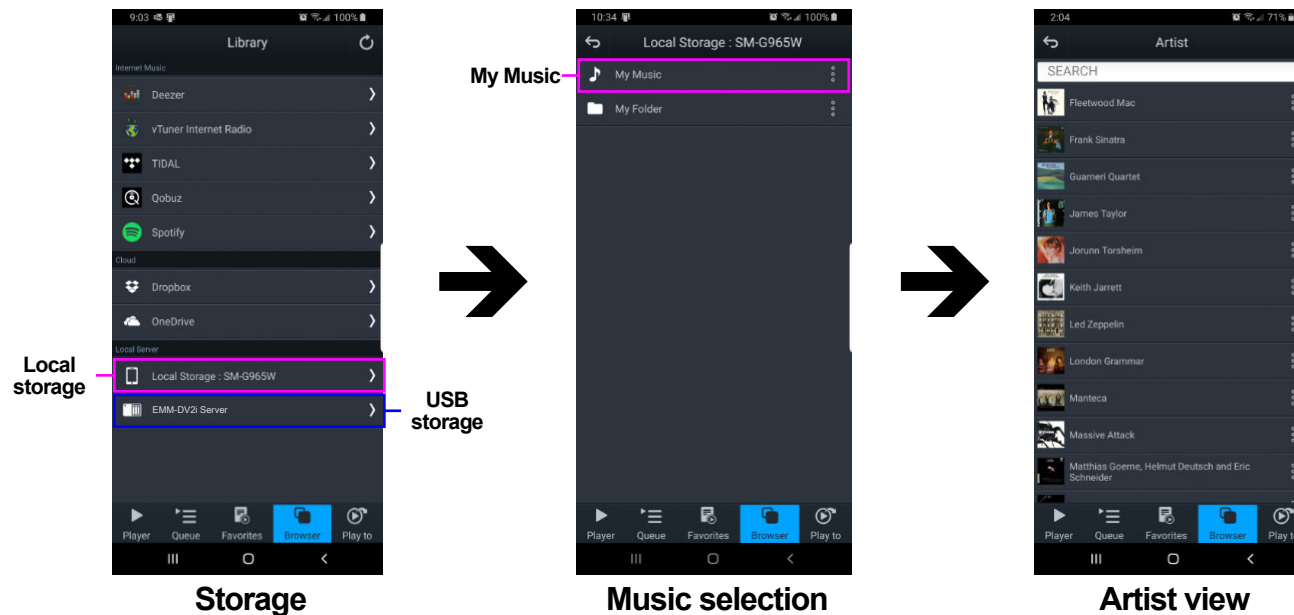 9:03
100%
Library
Internet Music
Deezer
vTuner Internet Radio
TIDAL
Qobuz
Spotify
Cloud
Dropbox
OneDrive
Local Server
Local Storage : SM-G965W
EMM-DV2i Server
Player
Queue
Favorites
Browser
Play to
Local
storage
USB
storage
Storage
10:34
100%
Local Storage : SM-G965W
My Music
My Music
My Folder
Player
Queue
Favorites
Browser
Play to
Music selection
2:04
71%
Artist
SEARCH
Fleetwood Mac
Frank Sinatra
Guarneri Quartet
James Taylor
Jorunn Torsheim
Keith Jarrett
Led Zeppelin
London Grammar
Manteca
Massive Attack
Matthias Goerne, Helmut Deutsch and Eric
Schneider
Player
Queue
Favorites
Browser
Play t
Artist view